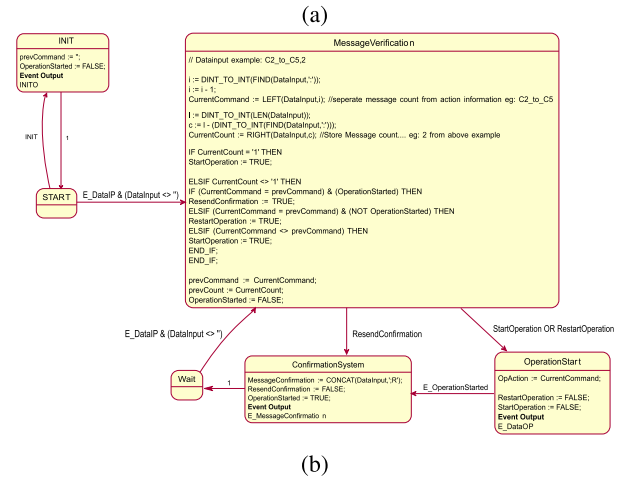 (a)
INIT
prevCommand := '';
OperationStarted := FALSE;
Event Output
INITO
INIT
1
START
E_DataIP & (DataInput <> '')
MessageVerification
// Datainput example: C2_to_C5,2
i := DINT_TO_INT(FIND(DataInput,':'));
i := i - 1;
CurrentCommand := LEFT(DataInput,i); //seperate message count from action information eg: C2_to_C5
l := DINT_TO_INT(LEN(DataInput));
c := l - (DINT_TO_INT(FIND(DataInput,':')));
CurrentCount := RIGHT(DataInput,c); //Store Message count.... eg: 2 from above example
IF CurrentCount = '1' THEN
StartOperation := TRUE;
ELSIF CurrentCount <> '1' THEN
IF (CurrentCommand = prevCommand) & (OperationStarted) THEN
ResendConfirmation := TRUE;
ELSIF (CurrentCommand = prevCommand) & (NOT OperationStarted) THEN
RestartOperation := TRUE;
ELSIF (CurrentCommand <> prevCommand) THEN
StartOperation := TRUE;
END_IF;
END_IF;
prevCommand := CurrentCommand;
prevCount := CurrentCount;
OperationStarted := FALSE;
E_DataIP & (DataInput <> '')
ResendConfirmation
StartOperation OR RestartOperation
Wait
1
ConfirmationSystem
MessageConfirmation := CONCAT(DataInput,':R');
ResendConfirmation := FALSE;
OperationStarted := TRUE;
Event Output
E_MessageConfirmatio n
E_OperationStarted
OperationStart
OpAction := CurrentCommand;
RestartOperation := FALSE;
StartOperation := FALSE;
Event Output
E_DataOP
(b)